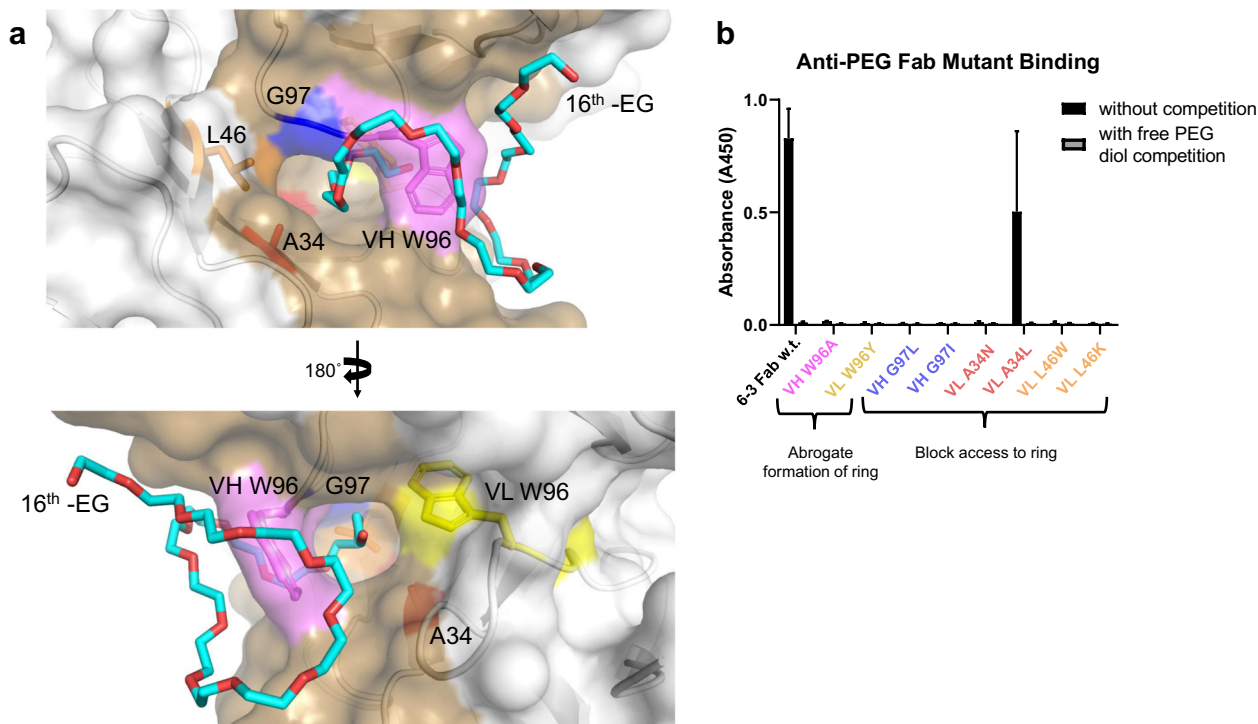 a
G97
L46
A34
VH W96
16th -EG
180°
16th -EG
VH W96
G97
VL W96
A34
b
Anti-PEG Fab Mutant Binding
without competition
with free PEG
diol competition
Absorbance (A450)
1.0
0.5
0.0
6-3 Fab w.t.
VH W96A
VL W96Y
VH G97L
VH G97I
VL A34N
VL A34L
VL L46W
VL L46K
Abrogate
formation of ring
Block access to ring